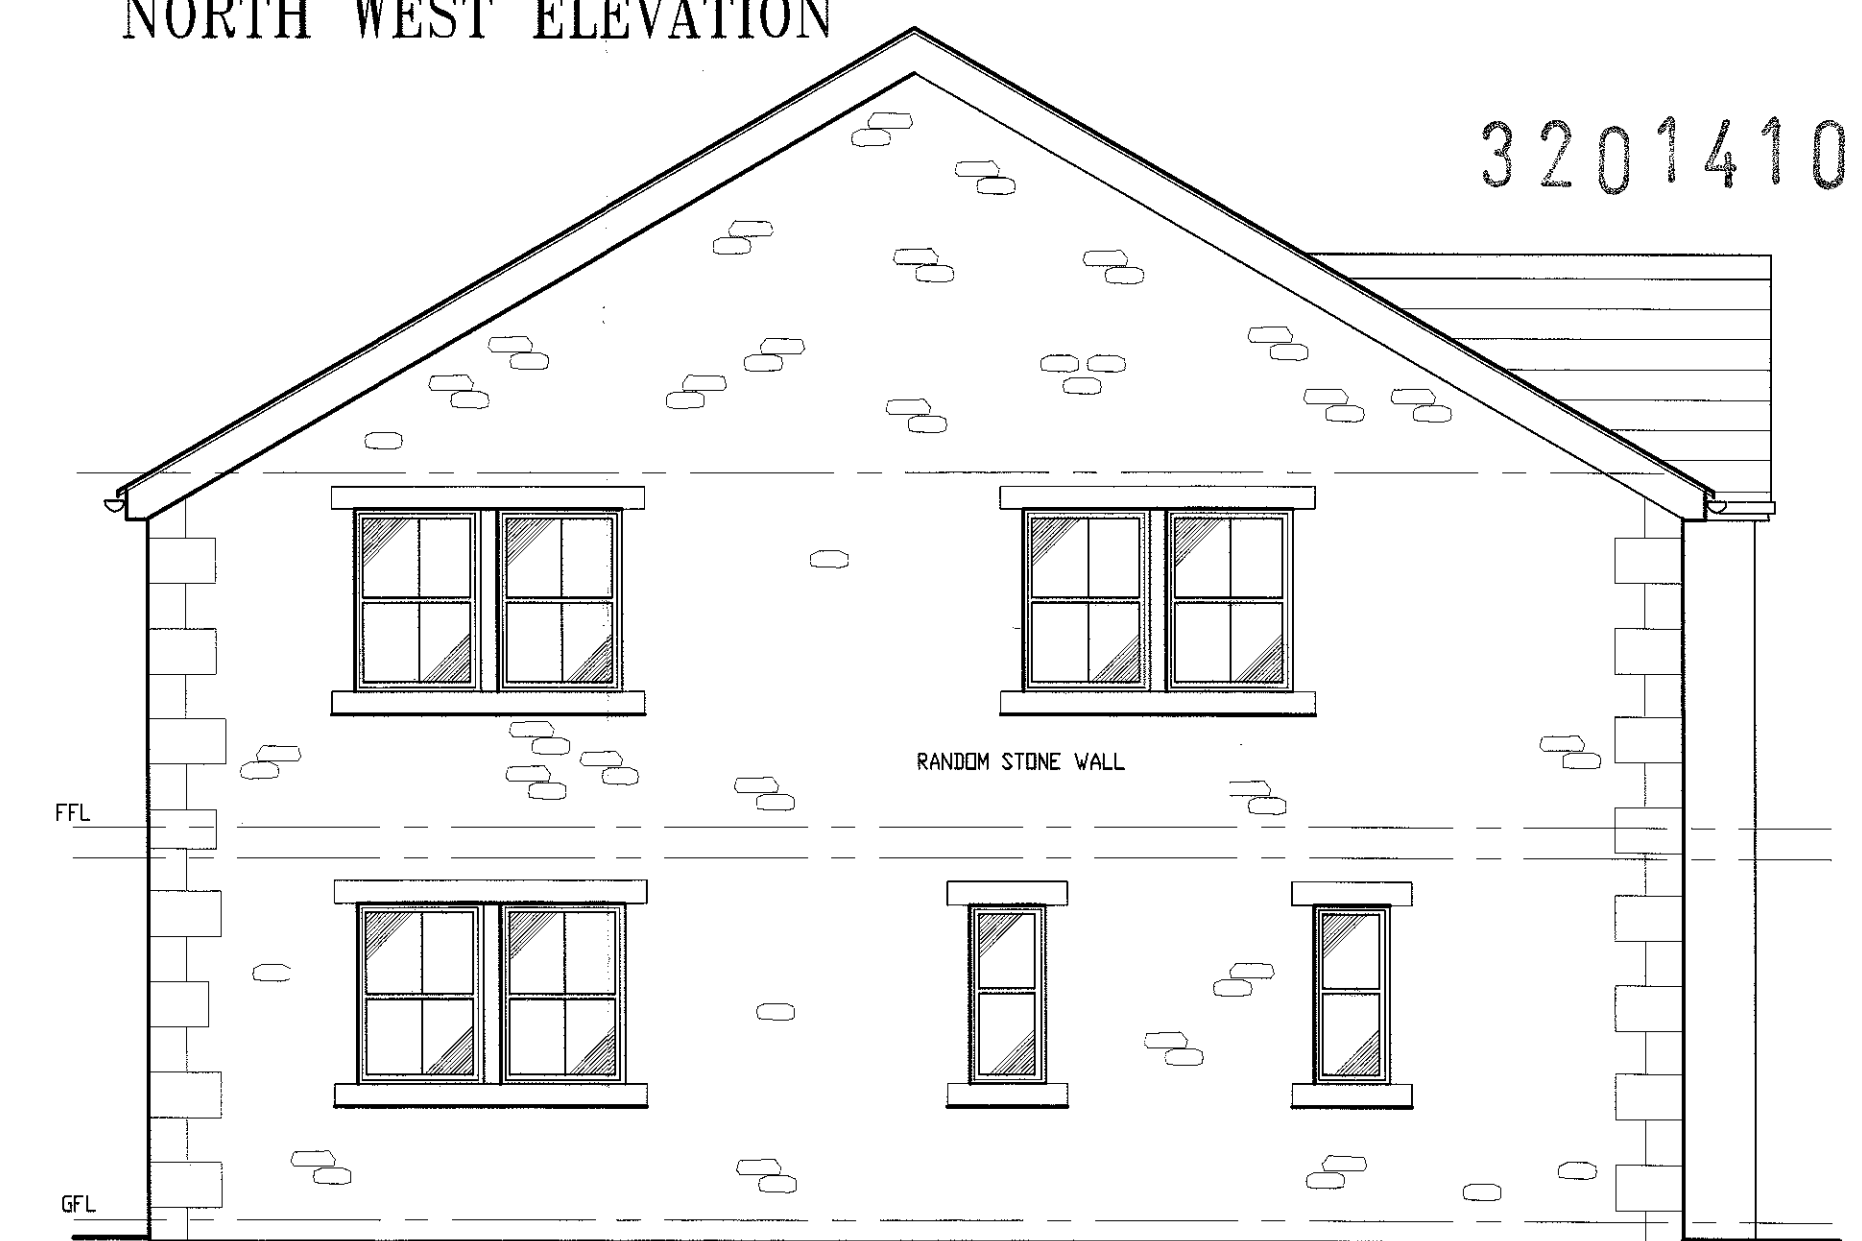 NORTH WEST ELEVATION
3201410
RANDOM STONE WALL
FFL
GFL